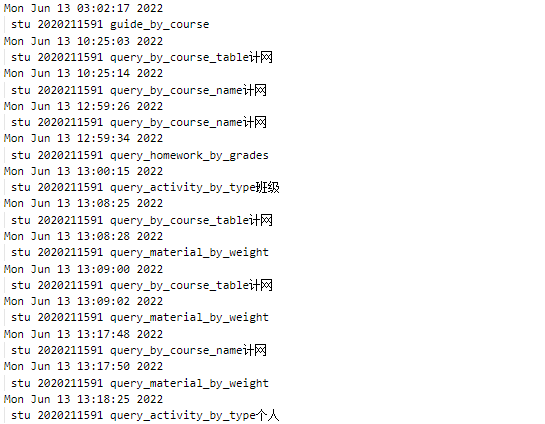 Mon Jun 13 03:02:17 2022
stu 2020211591 guide_by_course
Mon Jun 13 10:25:03 2022
stu 2020211591 query_by_course_table计网
Mon Jun 13 10:25:14 2022
stu 2020211591 query_by_course_name计网
Mon Jun 13 12:59:26 2022
stu 2020211591 query_by_course_name计网
Mon Jun 13 12:59:34 2022
stu 2020211591 query_homework_by_grades
Mon Jun 13 13:00:15 2022
stu 2020211591 query_activity_by_type班级
Mon Jun 13 13:08:25 2022
stu 2020211591 query_by_course_table计网
Mon Jun 13 13:08:28 2022
stu 2020211591 query_material_by_weight
Mon Jun 13 13:09:00 2022
stu 2020211591 query_by_course_table计网
Mon Jun 13 13:09:02 2022
stu 2020211591 query_material_by_weight
Mon Jun 13 13:17:48 2022
stu 2020211591 query_by_course_name计网
Mon Jun 13 13:17:50 2022
stu 2020211591 query_material_by_weight
Mon Jun 13 13:18:25 2022
stu 2020211591 query_activity_by_type个人